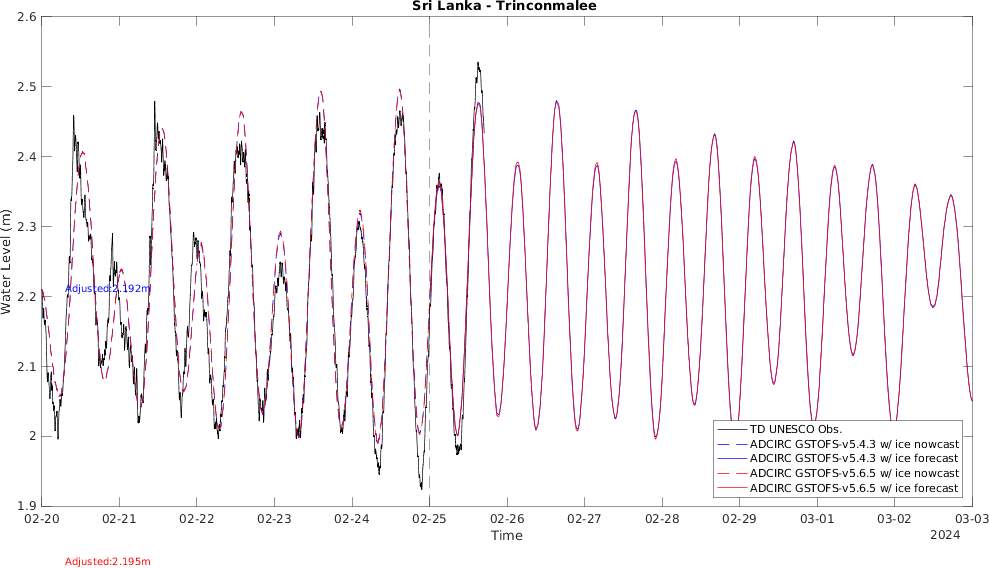 Sri Lanka - Trinconmalee
2.6
2.5
2.4
2.3
2.2
2.1
2
1.9
Water Level (m)
Adjusted:2.192m
TD UNESCO Obs.
ADCIRC GSTOFS-v5.4.3 w/ ice nowcast
ADCIRC GSTOFS-v5.4.3 w/ ice forecast
ADCIRC GSTOFS-v5.6.5 w/ ice nowcast
ADCIRC GSTOFS-v5.6.5 w/ ice forecast
02-20 02-21 02-22 02-23 02-24 02-25 02-26 02-27 02-28 02-29 03-01 03-02 03-03
Time
2024
Adjusted:2.195m